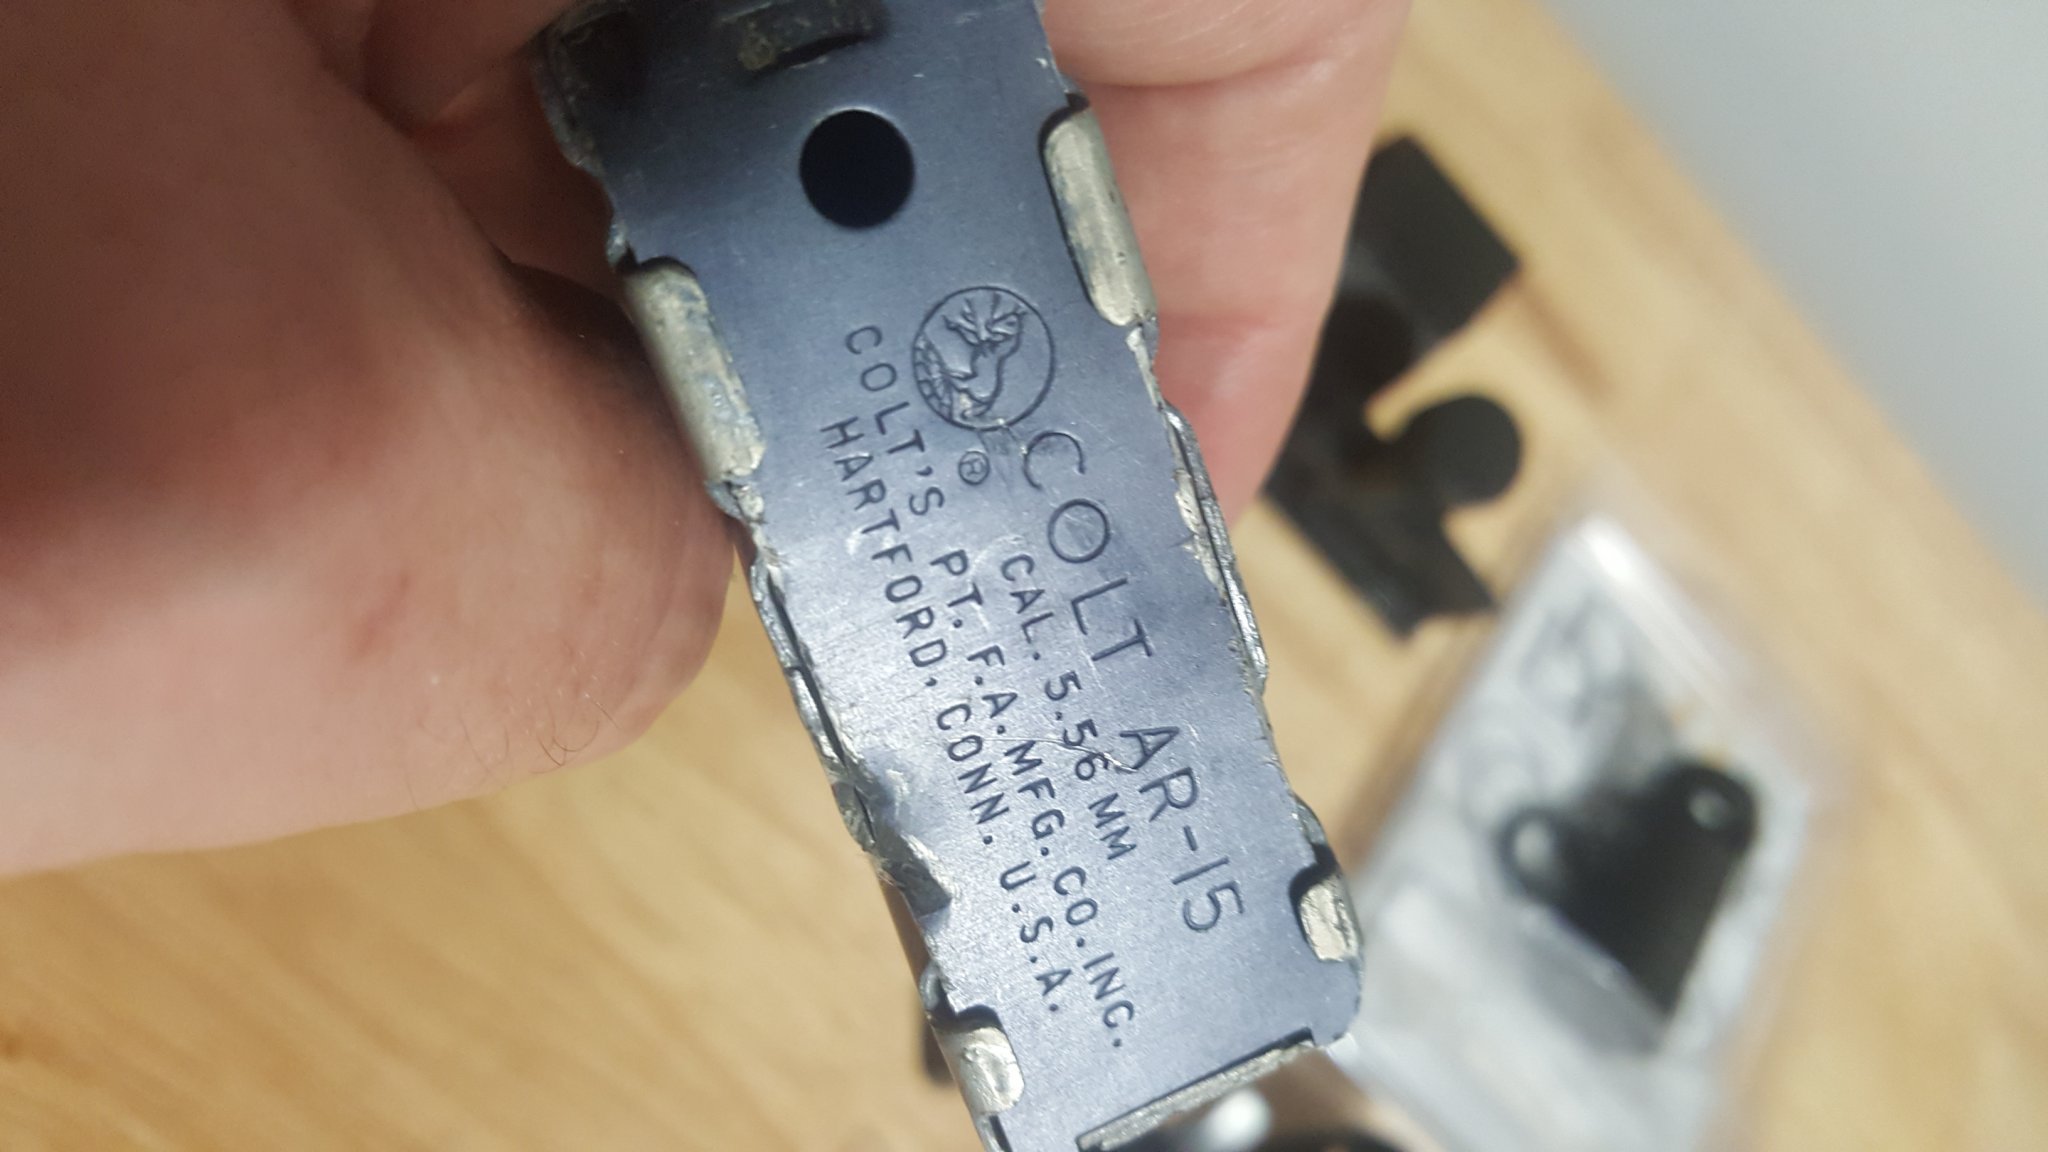 COLT AR-15
CAL. 5.56 MM
®
COLT'S PT. F.A. MFG. CO. INC.
HARTFORD, CONN. U.S.A.